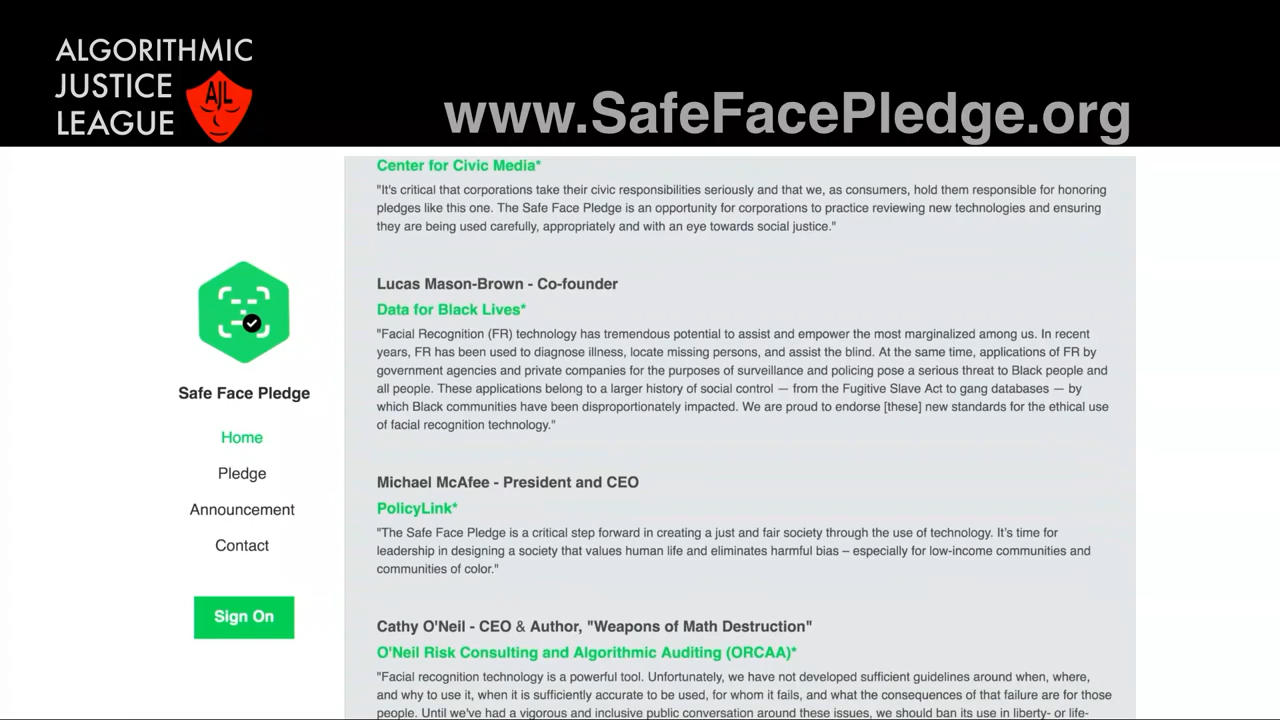 ALGORITHMIC
JUSTICE
LEAGUE
AJL
www.SafeFacePledge.org
Safe Face Pledge
Home
Pledge
Announcement
Contact
Sign On
Center for Civic Media*
"It's critical that corporations take their civic responsibilities seriously and that we, as consumers, hold them responsible for honoring
pledges like this one. The Safe Face Pledge is an opportunity for corporations to practice reviewing new technologies and ensuring
they are being used carefully, appropriately and with an eye towards social justice."
Lucas Mason-Brown - Co-founder
Data for Black Lives*
"Facial Recognition (FR) technology has tremendous potential to assist and empower the most marginalized among us. In recent
years, FR has been used to diagnose illness, locate missing persons, and assist the blind. At the same time, applications of FR by
government agencies and private companies for the purposes of surveillance and policing pose a serious threat to Black people and
all people. These applications belong to a larger history of social control — from the Fugitive Slave Act to gang databases — by
which Black communities have been disproportionately impacted. We are proud to endorse [these] new standards for the ethical use
of facial recognition technology."
Michael McAfee - President and CEO
PolicyLink*
"The Safe Face Pledge is a critical step forward in creating a just and fair society through the use of technology. It's time for
leadership in designing a society that values human life and eliminates harmful bias – especially for low-income communities and
communities of color."
Cathy O'Neil - CEO & Author, "Weapons of Math Destruction"
O'Neil Risk Consulting and Algorithmic Auditing (ORCAA)*
"Facial recognition technology is a powerful tool. Unfortunately, we have not developed sufficient guidelines around when, where,
and why to use it, when it is sufficiently accurate to be used, for whom it fails, and what the consequences of that failure are for those
people. Until we've had a vigorous and inclusive public conversation around these issues, we should ban its use in liberty- or life-